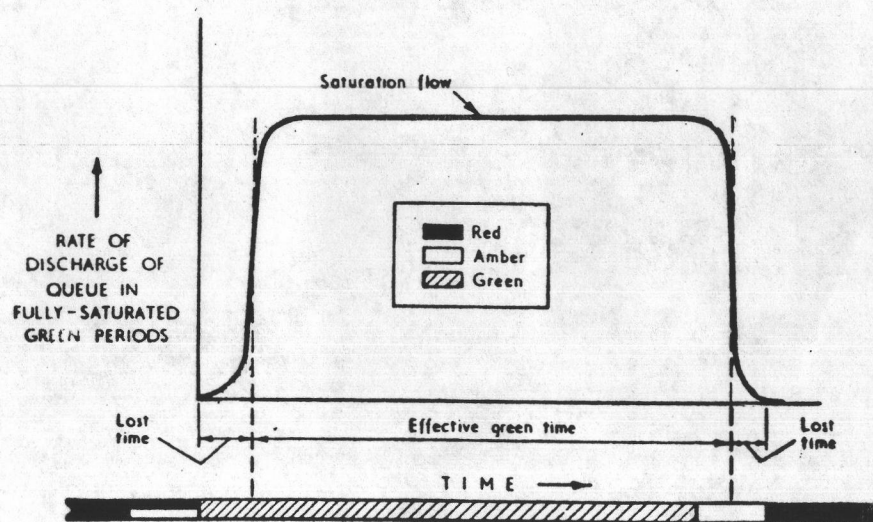 Saturation flow
RATE OF
DISCHARGE OF
QUEUE IN
FULLY-SATURATED
GREEN PERIODS
Red
Amber
Green
Lost
time
Effective green time
Lost
time
TIME